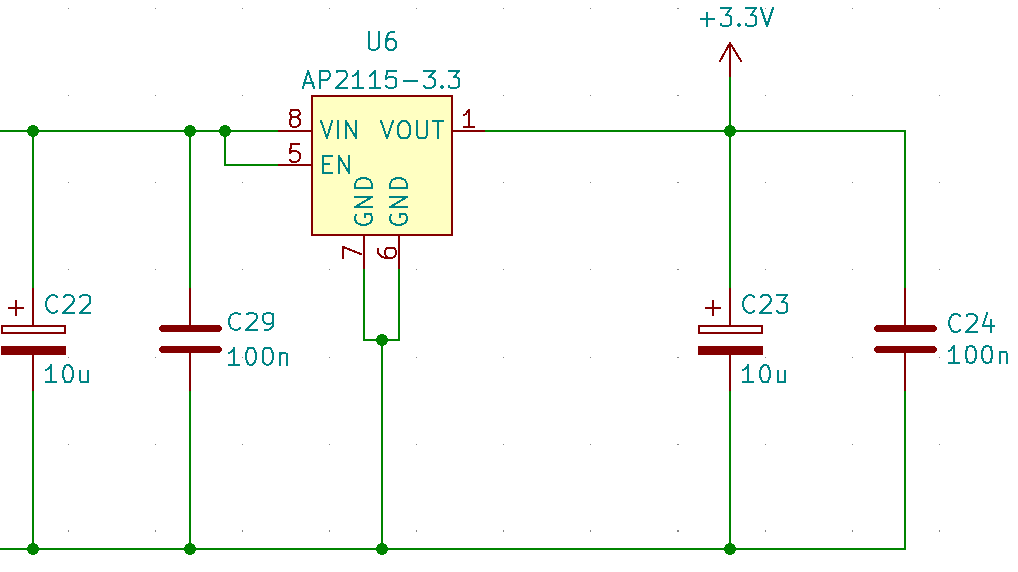 +3.3V
U6
AP2115-3.3
8
VIN
VOUT
1
5
EN
GND
GND
7
6
+
C22
10u
C29
100n
+
C23
10u
C24
100n